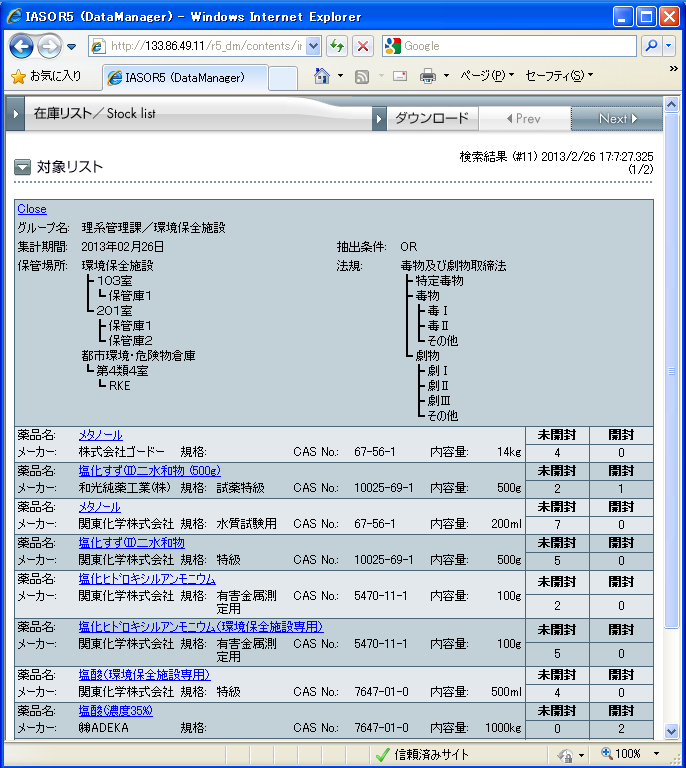 IASOR5 (DataManager) - Windows Internet Explorer
http://133.86.49.11/r5_dm/contents/ir
Google
お気に入り
IASOR5 (DataManager)
ページ(P)
セーフティ(S)
»
在庫リスト／Stock list
ダウンロード
Prev
Next
検索結果 (#11) 2013/2/26 17:7:27.325
(1/2)
対象リスト
Close
グループ名: 理系管理課／環境保全施設
集計期間: 2013年02月26日 抽出条件: OR
保管場所: 環境保全施設 法規: 毒物及び劇物取締法
103室 特定毒物
保管庫1 毒物
201室 毒Ⅰ
保管庫1 毒Ⅱ
保管庫2 その他
都市環境・危険物倉庫 劇物
第4類4室 劇Ⅰ
RKE 劇Ⅱ
劇Ⅲ
その他
薬品名: メタノール 未開封 開封
メーカー: 株式会社ゴードー 規格: CAS No.: 67-56-1 内容量: 14kg 4 0
薬品名: 塩化すず(II)二水和物 (500g) 未開封 開封
メーカー: 和光純薬工業(株) 規格: 試薬特級 CAS No.: 10025-69-1 内容量: 500g 2 1
薬品名: メタノール 未開封 開封
メーカー: 関東化学株式会社 規格: 水質試験用 CAS No.: 67-56-1 内容量: 200ml 7 0
薬品名: 塩化すず(II)二水和物 未開封 開封
メーカー: 関東化学株式会社 規格: 特級 CAS No.: 10025-69-1 内容量: 500g 5 0
薬品名: 塩化ヒドロキシルアンモニウム 未開封 開封
メーカー: 関東化学株式会社 規格: 有害金属測 CAS No.: 5470-11-1 内容量: 100g
定用 2 0
薬品名: 塩化ヒドロキシルアンモニウム(環境保全施設専用) 未開封 開封
メーカー: 関東化学株式会社 規格: 有害金属測 CAS No.: 5470-11-1 内容量: 100g
定用 5 0
薬品名: 塩酸(環境保全施設専用) 未開封 開封
メーカー: 関東化学株式会社 規格: 特級 CAS No.: 7647-01-0 内容量: 500ml 4 0
薬品名: 塩酸(濃度35%) 未開封 開封
メーカー: ㈱ADEKA 規格: CAS No.: 7647-01-0 内容量: 1000kg 0 2
信頼済みサイト
100%